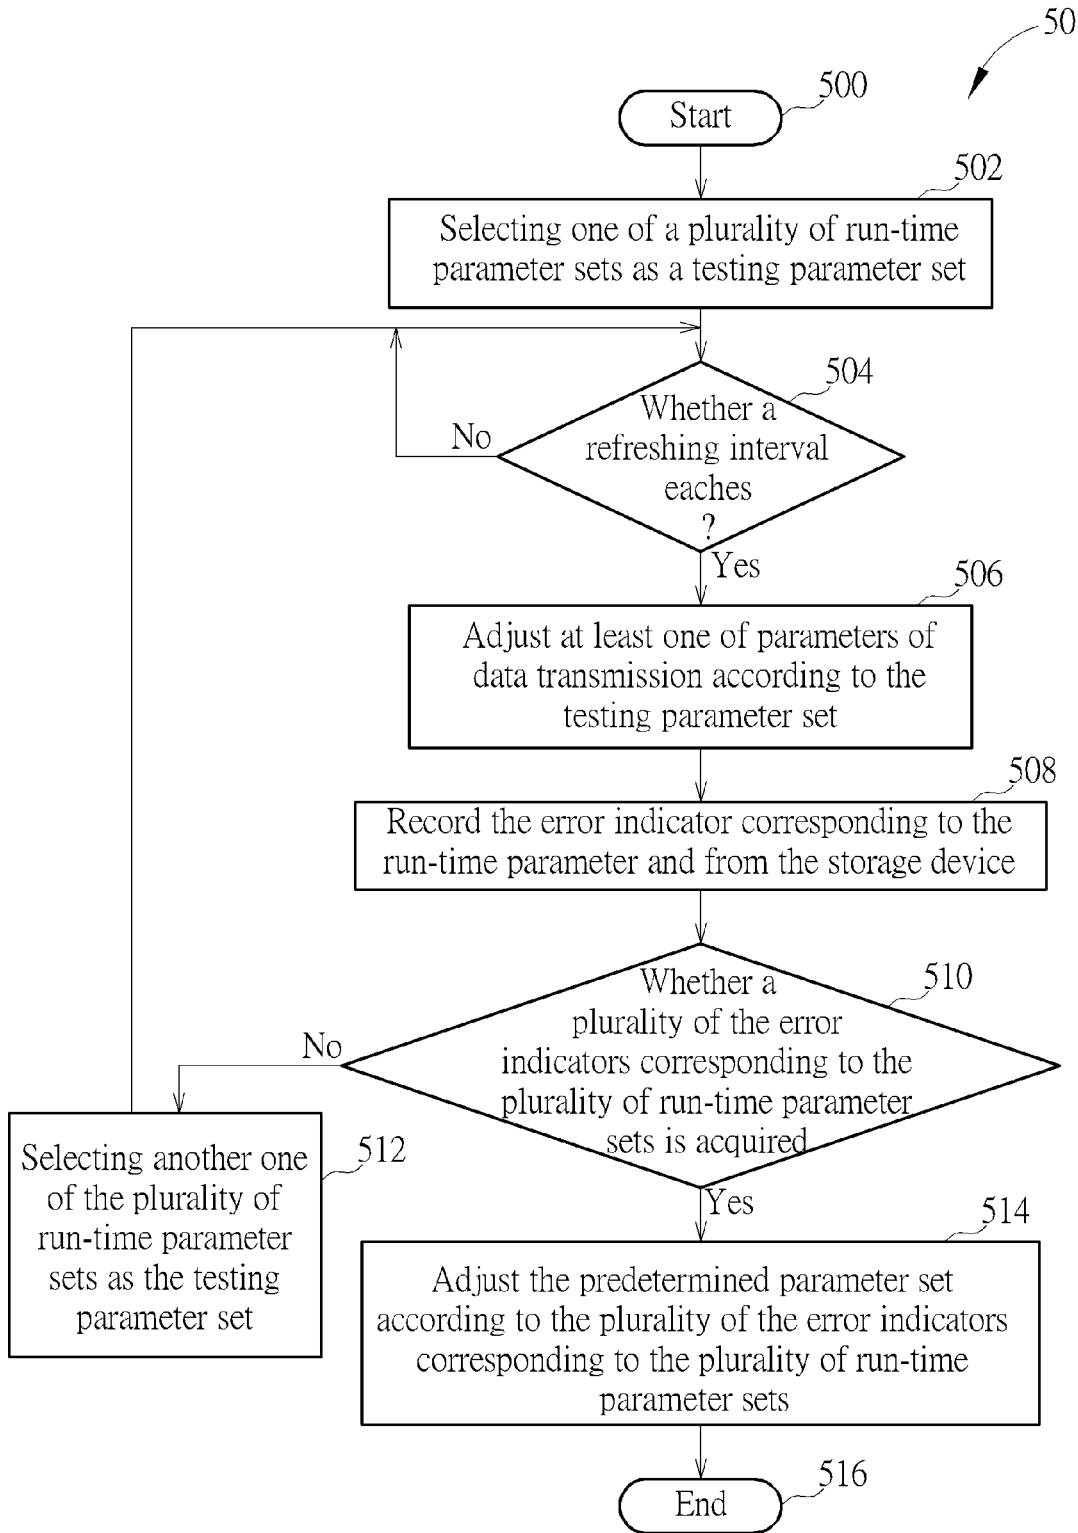 50
Start
500
502
Selecting one of a plurality of run-time
parameter sets as a testing parameter set
504
Whether a
refreshing interval
eaches
?
No
Yes
506
Adjust at least one of parameters of
data transmission according to the
testing parameter set
508
Record the error indicator corresponding to the
run-time parameter and from the storage device
510
Whether a
plurality of the error
indicators corresponding to the
plurality of run-time parameter
sets is acquired
No
Yes
512
Selecting another one
of the plurality of
run-time parameter
sets as the testing
parameter set
514
Adjust the predetermined parameter set
according to the plurality of the error indicators
corresponding to the plurality of run-time
parameter sets
End
516